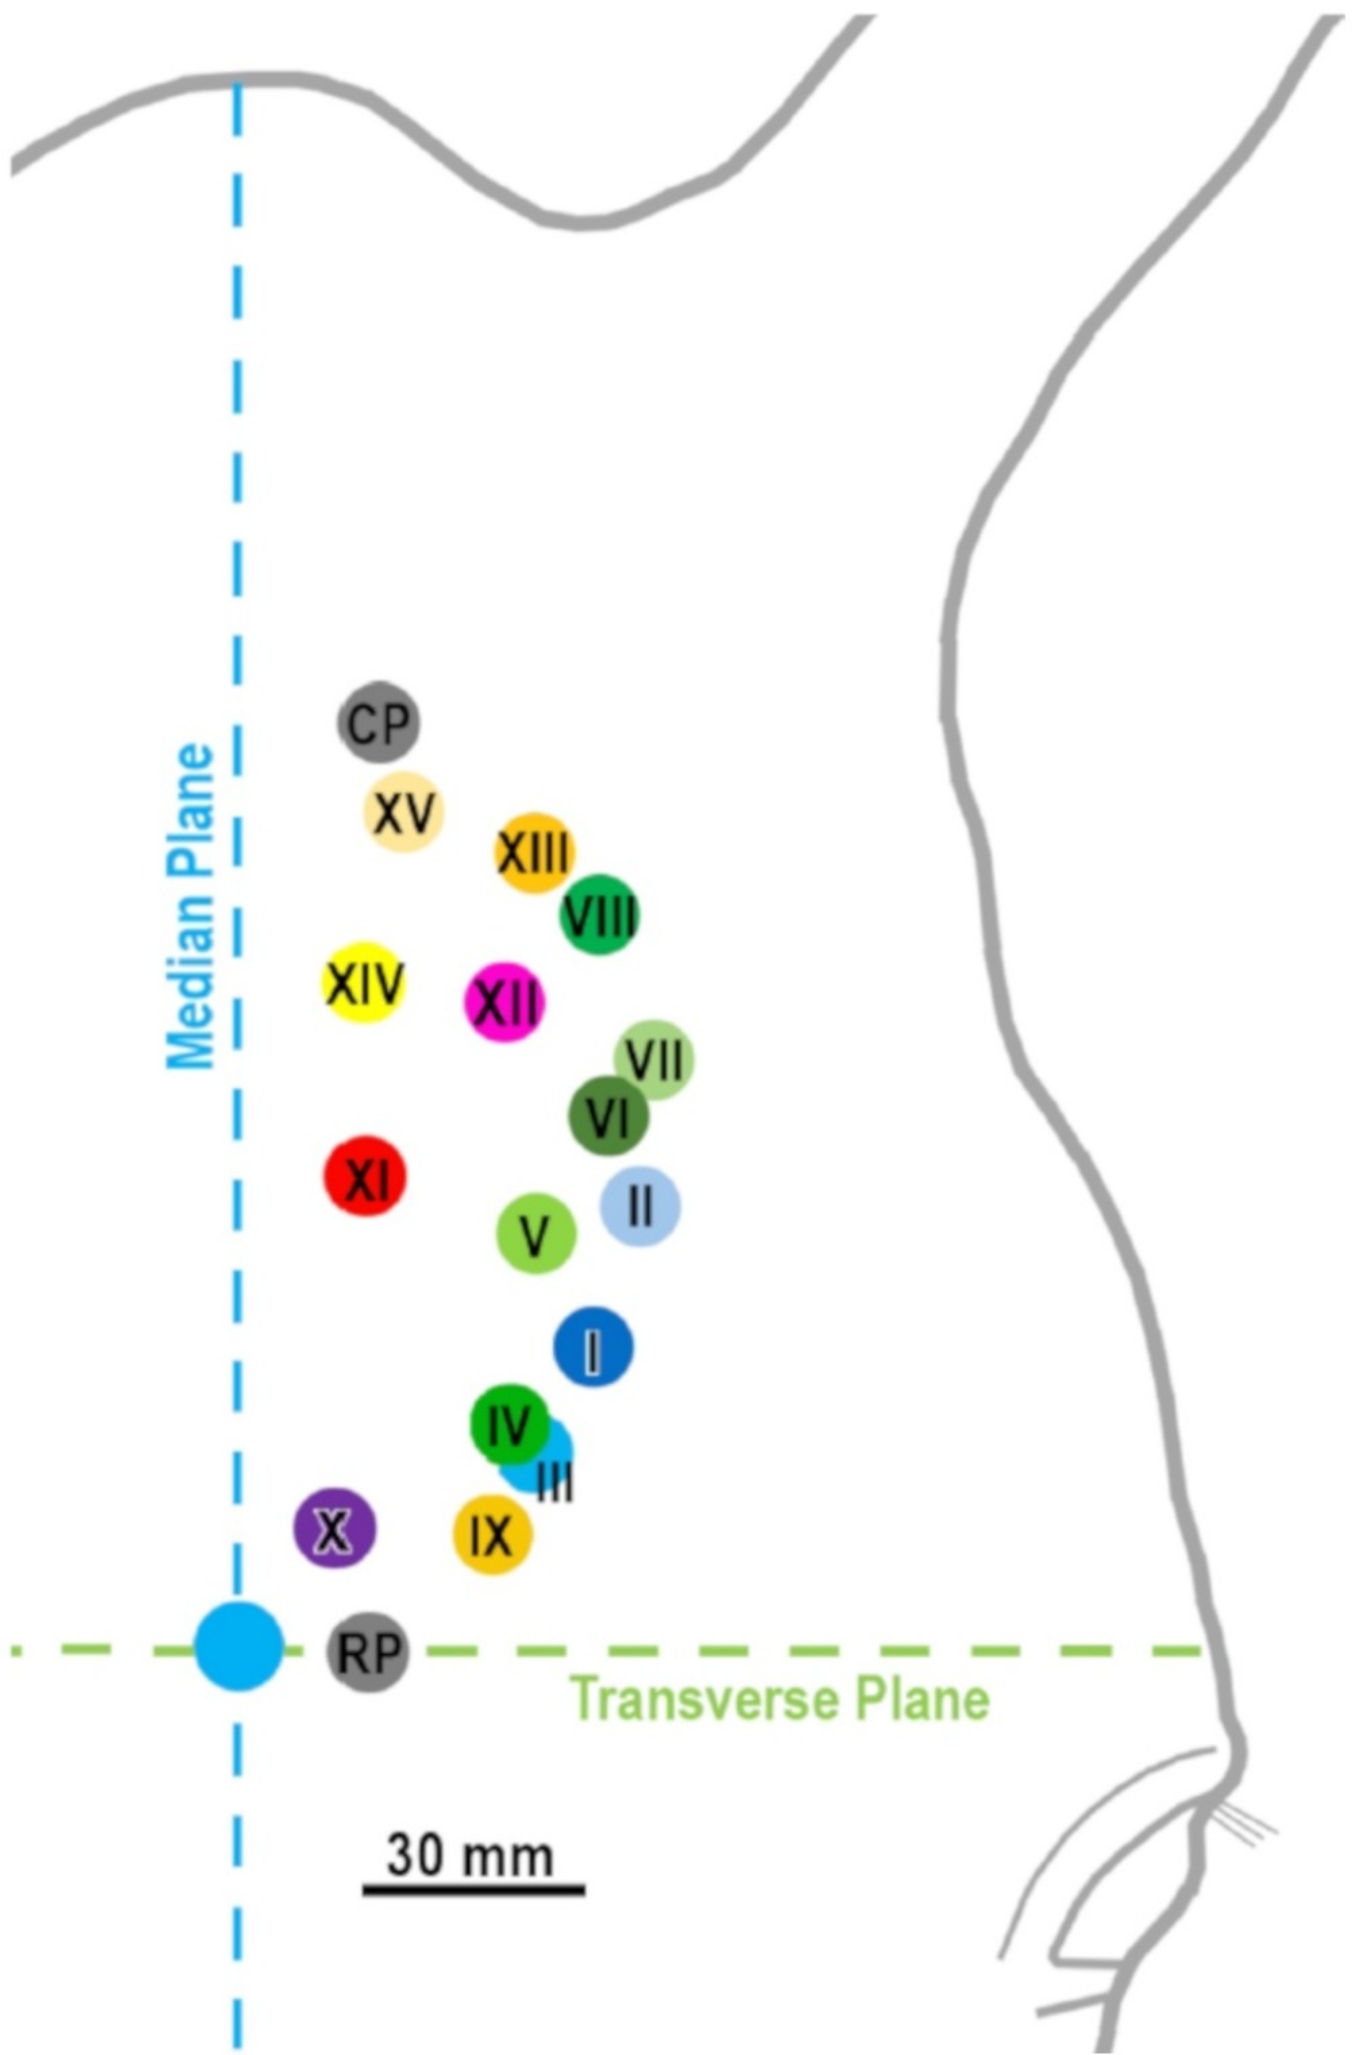 CP
XV
XIII
VIII
Median Plane
XIV
XII
VII
VI
XI
II
V
I
IV
III
X
IX
RP
Transverse Plane
30 mm